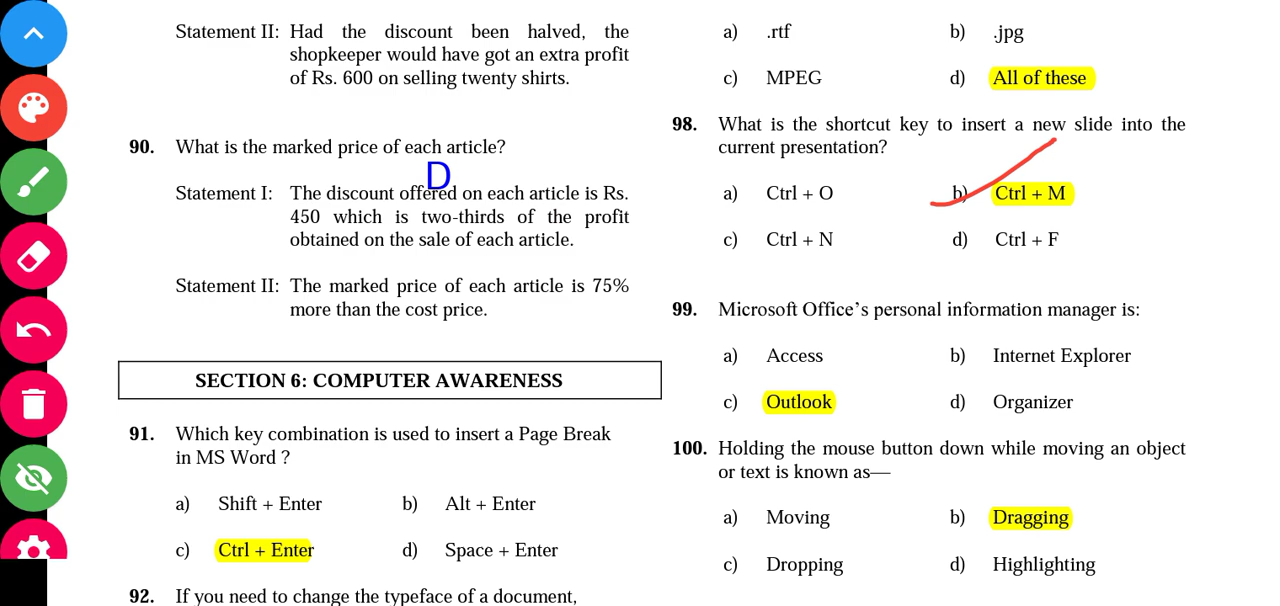 Statement II: Had the discount been halved, the
shopkeeper would have got an extra profit
of Rs. 600 on selling twenty shirts.
90. What is the marked price of each article?
D
Statement I: The discount offered on each article is Rs.
450 which is two-thirds of the profit
obtained on the sale of each article.
Statement II: The marked price of each article is 75%
more than the cost price.
SECTION 6: COMPUTER AWARENESS
91. Which key combination is used to insert a Page Break
in MS Word ?
a) Shift + Enter b) Alt + Enter
c) Ctrl + Enter d) Space + Enter
92. If you need to change the typeface of a document,
a) .rtf b) .jpg
c) MPEG d) All of these
98. What is the shortcut key to insert a new slide into the
current presentation?
a) Ctrl + O b) Ctrl + M
c) Ctrl + N d) Ctrl + F
99. Microsoft Office’s personal information manager is:
a) Access b) Internet Explorer
c) Outlook d) Organizer
100. Holding the mouse button down while moving an object
or text is known as—
a) Moving b) Dragging
c) Dropping d) Highlighting